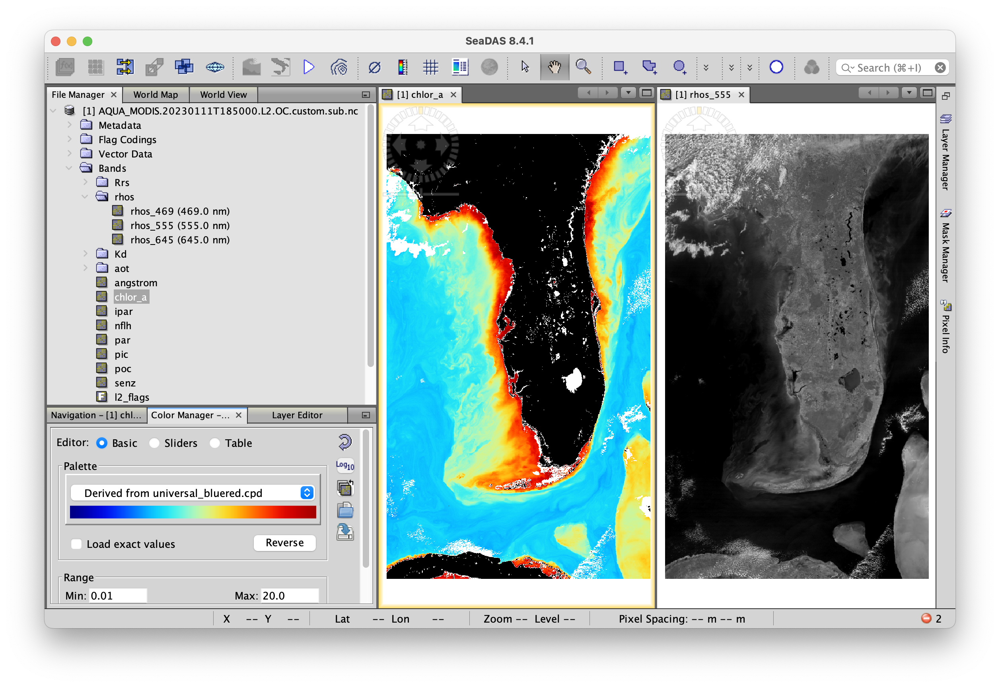 SeaDAS 8.4.1
f(x)
Search (⌘+I)
File Manager
World Map
World View
[1] chlor_a
[1] rhos_555
[1] AQUA_MODIS.20230111T185000.L2.OC.custom.sub.nc
Metadata
Flag Codings
Vector Data
Bands
Rrs
rhos
rhos_469 (469.0 nm)
rhos_555 (555.0 nm)
rhos_645 (645.0 nm)
Kd
aot
angstrom
chlor_a
ipar
nflh
par
pic
poc
senz
F l2_flags
Layer Manager
Mask Manager
Pixel Info
Navigation – [1] chl...
Color Manager –...
Layer Editor
Editor: Basic Sliders Table
Palette
Log10
Derived from universal_bluered.cpd
Load exact values
Reverse
Range
Min: 0.01
Max: 20.0
X -- Y --
Lat -- Lon --
Zoom -- Level --
Pixel Spacing: -- m -- m
2